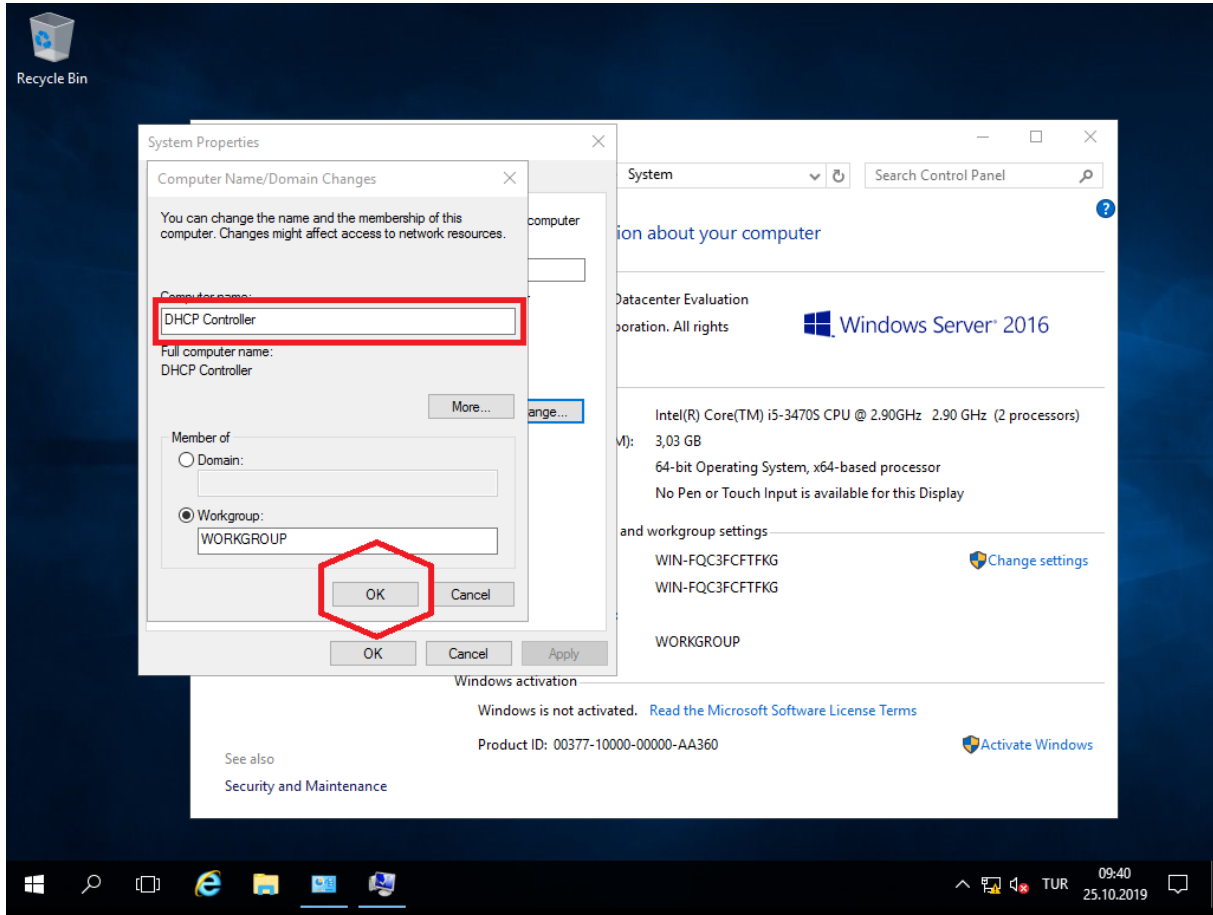 Recycle Bin
System Properties
Computer Name/Domain Changes
You can change the name and the membership of this
computer. Changes might affect access to network resources.
Computer name:
DHCP Controller
Full computer name:
DHCP Controller
More...
Member of
Domain:
Workgroup:
WORKGROUP
OK
Cancel
computer
ange...
OK
Cancel
Apply
System
Search Control Panel
?
ion about your computer
Datacenter Evaluation
poration. All rights
Windows Server 2016
Intel(R) Core(TM) i5-3470S CPU @ 2.90GHz 2.90 GHz (2 processors)
M): 3,03 GB
64-bit Operating System, x64-based processor
No Pen or Touch Input is available for this Display
and workgroup settings
WIN-FQC3FCFTFKG
Change settings
WIN-FQC3FCFTFKG
WORKGROUP
Windows activation
Windows is not activated. Read the Microsoft Software License Terms
Product ID: 00377-10000-00000-AA360
Activate Windows
See also
Security and Maintenance
TUR
09:40
25.10.2019